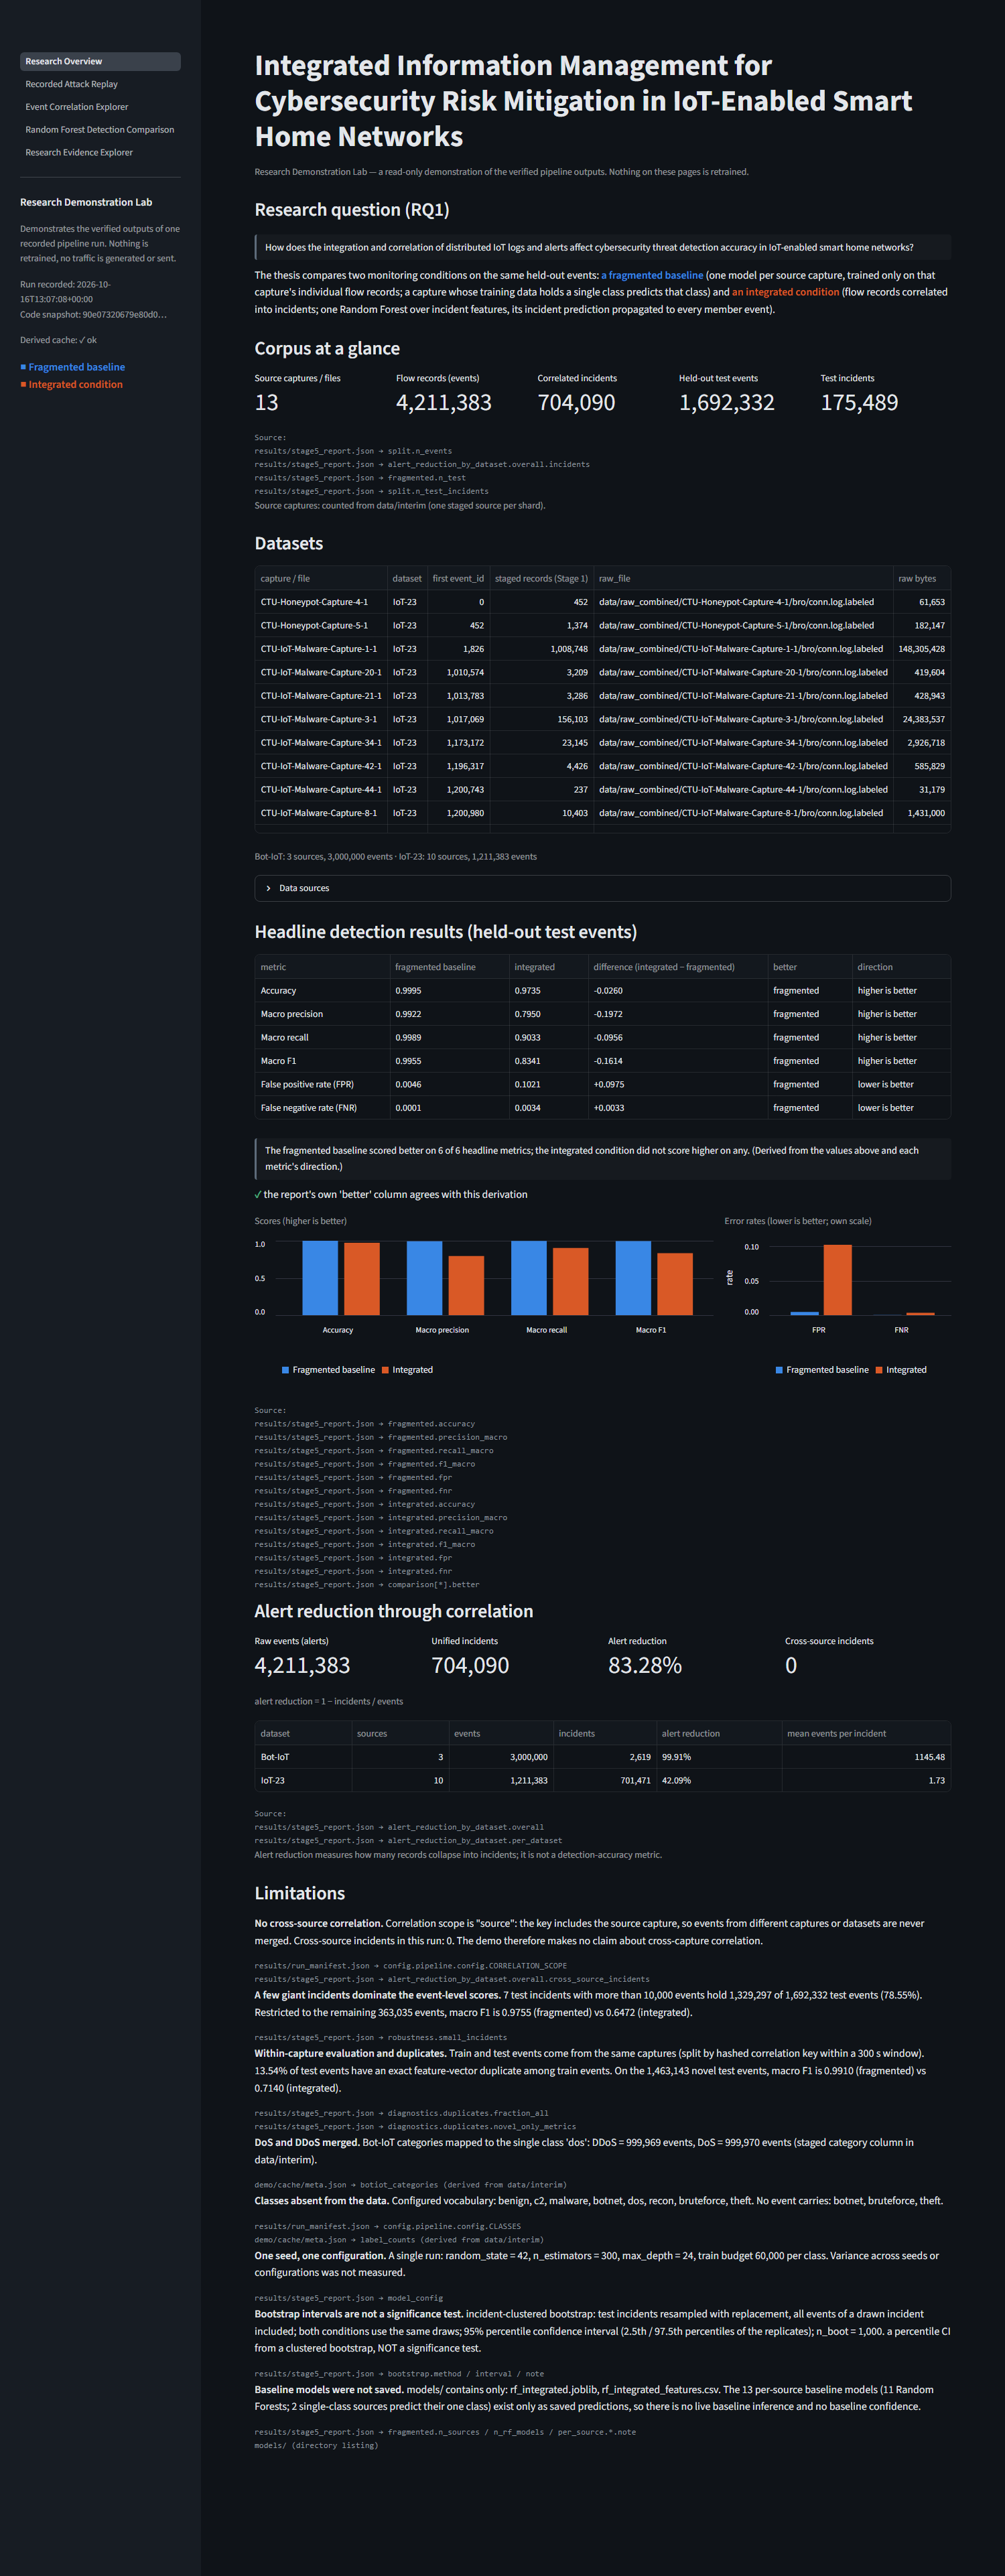 Research Overview
Recorded Attack Replay
Event Correlation Explorer
Random Forest Detection Comparison
Research Evidence Explorer
Research Demonstration Lab
Demonstrates the verified outputs of one
recorded pipeline run. Nothing is
retrained, no traffic is generated or sent.
Run recorded: 2026-10-
16T13:07:08+00:00
Code snapshot: 90e07320679e80d0…
Derived cache: ✓ ok
Fragmented baseline
Integrated condition
Integrated Information Management for
Cybersecurity Risk Mitigation in IoT-Enabled Smart
Home Networks
Research Demonstration Lab — a read-only demonstration of the verified pipeline outputs. Nothing on these pages is retrained.
Research question (RQ1)
How does the integration and correlation of distributed IoT logs and alerts affect cybersecurity threat detection accuracy in IoT-enabled smart home networks?
The thesis compares two monitoring conditions on the same held-out events: a fragmented baseline (one model per source capture, trained only on that
capture's individual flow records; a capture whose training data holds a single class predicts that class) and an integrated condition (flow records correlated
into incidents; one Random Forest over incident features, its incident prediction propagated to every member event).
Corpus at a glance
Source captures / files Flow records (events) Correlated incidents Held-out test events Test incidents
13 4,211,383 704,090 1,692,332 175,489
Source:
results/stage5_report.json → split.n_events
results/stage5_report.json → alert_reduction_by_dataset.overall.incidents
results/stage5_report.json → fragmented.n_test
results/stage5_report.json → split.n_test_incidents
Source captures: counted from data/interim (one staged source per shard).
Datasets
capture / file dataset first event_id staged records (Stage 1) raw_file raw bytes
CTU-Honeypot-Capture-4-1 IoT-23 0 452 data/raw_combined/CTU-Honeypot-Capture-4-1/bro/conn.log.labeled 61,653
CTU-Honeypot-Capture-5-1 IoT-23 452 1,374 data/raw_combined/CTU-Honeypot-Capture-5-1/bro/conn.log.labeled 182,147
CTU-IoT-Malware-Capture-1-1 IoT-23 1,826 1,008,748 data/raw_combined/CTU-IoT-Malware-Capture-1-1/bro/conn.log.labeled 148,305,428
CTU-IoT-Malware-Capture-20-1 IoT-23 1,010,574 3,209 data/raw_combined/CTU-IoT-Malware-Capture-20-1/bro/conn.log.labeled 419,604
CTU-IoT-Malware-Capture-21-1 IoT-23 1,013,783 3,286 data/raw_combined/CTU-IoT-Malware-Capture-21-1/bro/conn.log.labeled 428,943
CTU-IoT-Malware-Capture-3-1 IoT-23 1,017,069 156,103 data/raw_combined/CTU-IoT-Malware-Capture-3-1/bro/conn.log.labeled 24,383,537
CTU-IoT-Malware-Capture-34-1 IoT-23 1,173,172 23,145 data/raw_combined/CTU-IoT-Malware-Capture-34-1/bro/conn.log.labeled 2,926,718
CTU-IoT-Malware-Capture-42-1 IoT-23 1,196,317 4,426 data/raw_combined/CTU-IoT-Malware-Capture-42-1/bro/conn.log.labeled 585,829
CTU-IoT-Malware-Capture-44-1 IoT-23 1,200,743 237 data/raw_combined/CTU-IoT-Malware-Capture-44-1/bro/conn.log.labeled 31,179
CTU-IoT-Malware-Capture-8-1 IoT-23 1,200,980 10,403 data/raw_combined/CTU-IoT-Malware-Capture-8-1/bro/conn.log.labeled 1,431,000
Bot-IoT: 3 sources, 3,000,000 events · IoT-23: 10 sources, 1,211,383 events
Data sources
Headline detection results (held-out test events)
metric fragmented baseline integrated difference (integrated − fragmented) better direction
Accuracy 0.9995 0.9735 -0.0260 fragmented higher is better
Macro precision 0.9922 0.7950 -0.1972 fragmented higher is better
Macro recall 0.9989 0.9033 -0.0956 fragmented higher is better
Macro F1 0.9955 0.8341 -0.1614 fragmented higher is better
False positive rate (FPR) 0.0046 0.1021 +0.0975 fragmented lower is better
False negative rate (FNR) 0.0001 0.0034 +0.0033 fragmented lower is better
The fragmented baseline scored better on 6 of 6 headline metrics; the integrated condition did not score higher on any. (Derived from the values above and each
metric's direction.)
✓ the report's own 'better' column agrees with this derivation
Scores (higher is better) Error rates (lower is better; own scale)
1.0
0.5
0.0
Accuracy Macro precision Macro recall Macro F1
Fragmented baseline Integrated
rate
0.10
0.05
0.00
FPR FNR
Fragmented baseline Integrated
Source:
results/stage5_report.json → fragmented.accuracy
results/stage5_report.json → fragmented.precision_macro
results/stage5_report.json → fragmented.recall_macro
results/stage5_report.json → fragmented.f1_macro
results/stage5_report.json → fragmented.fpr
results/stage5_report.json → fragmented.fnr
results/stage5_report.json → integrated.accuracy
results/stage5_report.json → integrated.precision_macro
results/stage5_report.json → integrated.recall_macro
results/stage5_report.json → integrated.f1_macro
results/stage5_report.json → integrated.fpr
results/stage5_report.json → integrated.fnr
results/stage5_report.json → comparison[*].better
Alert reduction through correlation
Raw events (alerts) Unified incidents Alert reduction Cross-source incidents
4,211,383 704,090 83.28% 0
alert reduction = 1 − incidents / events
dataset sources events incidents alert reduction mean events per incident
Bot-IoT 3 3,000,000 2,619 99.91% 1145.48
IoT-23 10 1,211,383 701,471 42.09% 1.73
Source:
results/stage5_report.json → alert_reduction_by_dataset.overall
results/stage5_report.json → alert_reduction_by_dataset.per_dataset
Alert reduction measures how many records collapse into incidents; it is not a detection-accuracy metric.
Limitations
No cross-source correlation. Correlation scope is "source": the key includes the source capture, so events from different captures or datasets are never
merged. Cross-source incidents in this run: 0. The demo therefore makes no claim about cross-capture correlation.
results/run_manifest.json → config.pipeline.config.CORRELATION_SCOPE
results/stage5_report.json → alert_reduction_by_dataset.overall.cross_source_incidents
A few giant incidents dominate the event-level scores. 7 test incidents with more than 10,000 events hold 1,329,297 of 1,692,332 test events (78.55%).
Restricted to the remaining 363,035 events, macro F1 is 0.9755 (fragmented) vs 0.6472 (integrated).
results/stage5_report.json → robustness.small_incidents
Within-capture evaluation and duplicates. Train and test events come from the same captures (split by hashed correlation key within a 300 s window).
13.54% of test events have an exact feature-vector duplicate among train events. On the 1,463,143 novel test events, macro F1 is 0.9910 (fragmented) vs
0.7140 (integrated).
results/stage5_report.json → diagnostics.duplicates.fraction_all
results/stage5_report.json → diagnostics.duplicates.novel_only_metrics
DoS and DDoS merged. Bot-IoT categories mapped to the single class 'dos': DDoS = 999,969 events, DoS = 999,970 events (staged category column in
data/interim).
demo/cache/meta.json → botiot_categories (derived from data/interim)
Classes absent from the data. Configured vocabulary: benign, c2, malware, botnet, dos, recon, bruteforce, theft. No event carries: botnet, bruteforce, theft.
results/run_manifest.json → config.pipeline.config.CLASSES
demo/cache/meta.json → label_counts (derived from data/interim)
One seed, one configuration. A single run: random_state = 42, n_estimators = 300, max_depth = 24, train budget 60,000 per class. Variance across seeds or
configurations was not measured.
results/stage5_report.json → model_config
Bootstrap intervals are not a significance test. incident-clustered bootstrap: test incidents resampled with replacement, all events of a drawn incident
included; both conditions use the same draws; 95% percentile confidence interval (2.5th / 97.5th percentiles of the replicates); n_boot = 1,000. a percentile CI
from a clustered bootstrap, NOT a significance test.
results/stage5_report.json → bootstrap.method / interval / note
Baseline models were not saved. models/ contains only: rf_integrated.joblib, rf_integrated_features.csv. The 13 per-source baseline models (11 Random
Forests; 2 single-class sources predict their one class) exist only as saved predictions, so there is no live baseline inference and no baseline confidence.
results/stage5_report.json → fragmented.n_sources / n_rf_models / per_source.*.note
models/ (directory listing)